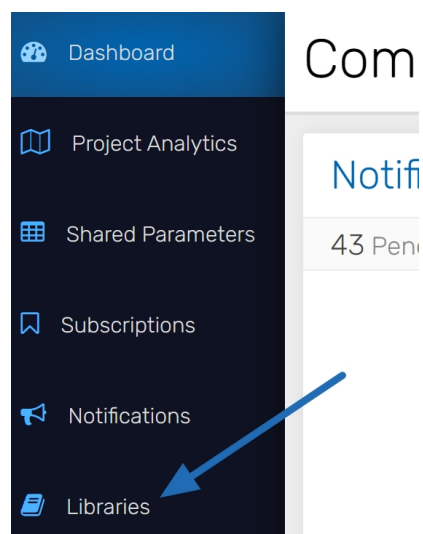 Dashboard
Project Analytics
Shared Parameters
Subscriptions
Notifications
Libraries
Com
Notifi
43 Pen